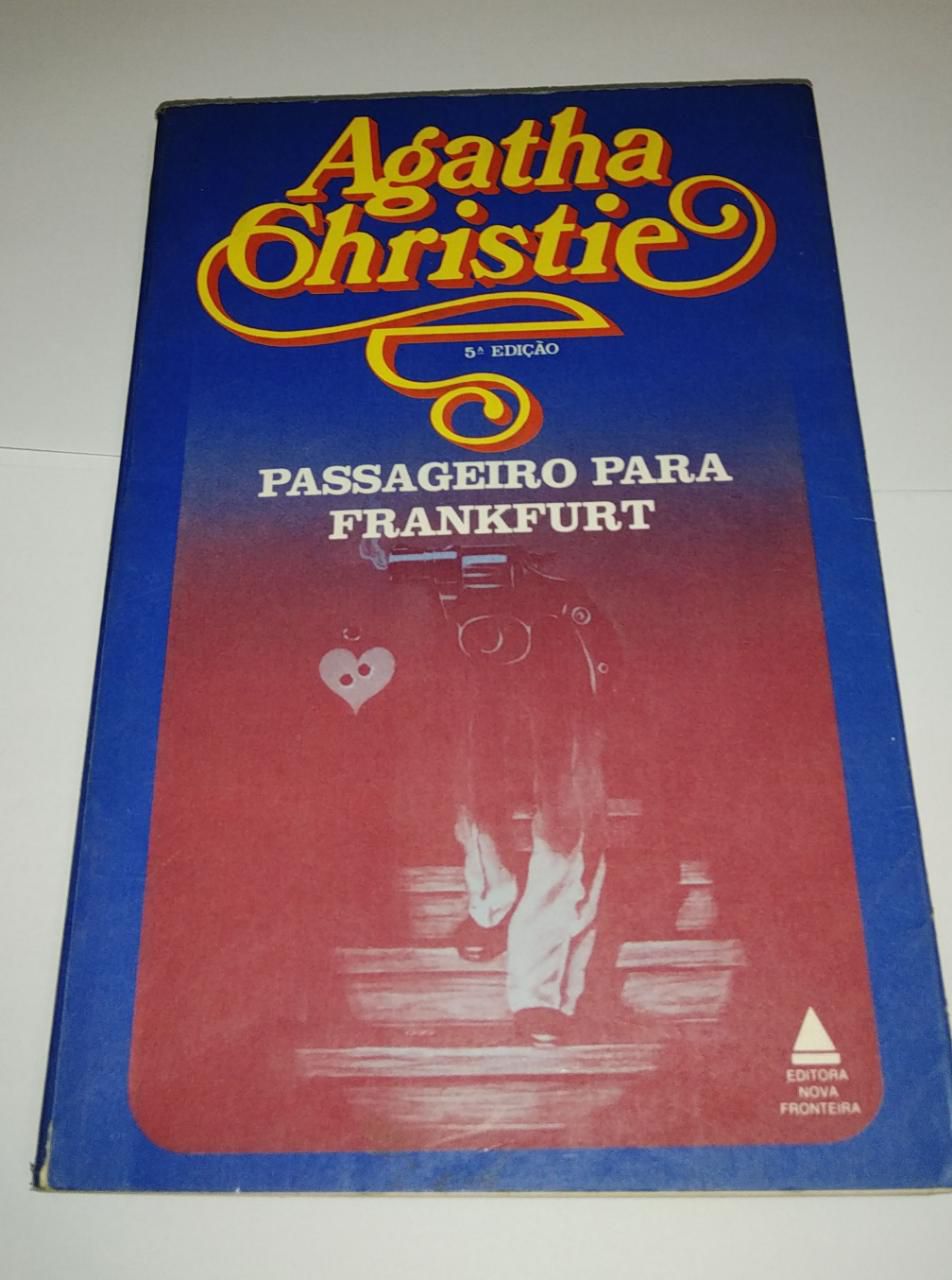 Agatha
Christie
5ª EDIÇÃO
PASSAGEIRO PARA
FRANKFURT
EDITORA
NOVA
FRONTEIRA